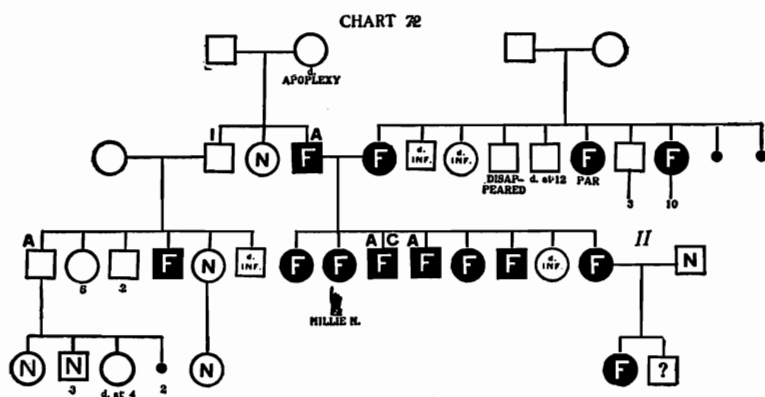 CHART 72
d.
APOPLEXY
I A
N F F d. INF. d. INF. F F
DISAP- d. at 12 PAR 3 10
PEARED
A A C A II
F N d. INF. F F F F F F d. INF. F N
6 2
MILLIE M.
N N N F ?
3 d. at 4 2